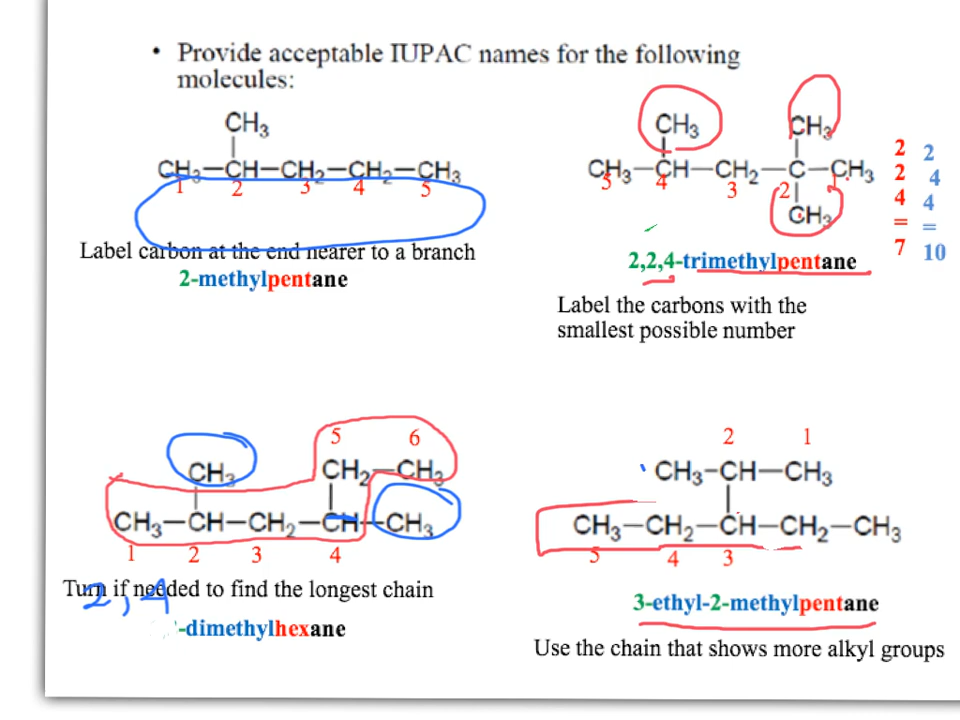 • Provide acceptable IUPAC names for the following
molecules:
CH₃
CH₃—CH—CH₂—CH₂—CH₃
1 2 3 4 5
Label carbon at the end nearer to a branch
2-methylpentane
CH₃ CH₃
CH₃—CH—CH₂—C—CH₃
5 4 3 2 1
CH₃
2,2,4-trimethylpentane
Label the carbons with the
smallest possible number
2 2
2 4
4 4
= =
7 10
5 6
CH₃ CH₂—CH₃
CH₃—CH—CH₂—CH—CH₃
1 2 3 4
Turn if needed to find the longest chain
2,4
-dimethylhexane
2 1
CH₃—CH—CH₃
CH₃—CH₂—CH—CH₂—CH₃
5 4 3
3-ethyl-2-methylpentane
Use the chain that shows more alkyl groups